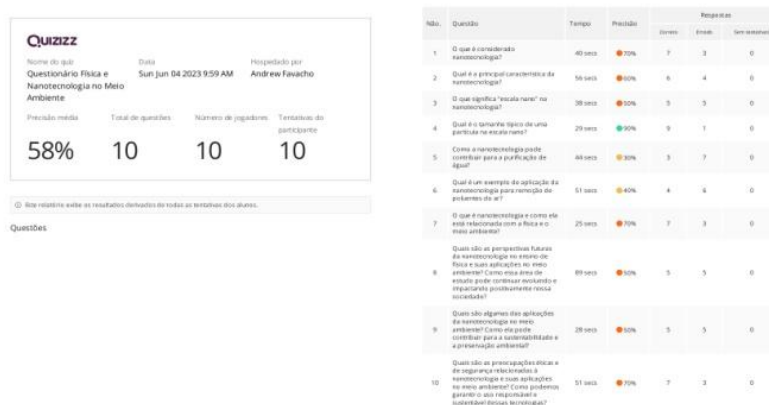 Quizizz
Nome do quiz
Questionário Física e
Nanotecnologia no Meio
Ambiente
Data
Sun Jun 04 2023 9:59 AM
Hospedado por
Andrew Favacho
Precisão média
58%
Total de questões
10
Número de jogadores
10
Tentativas do
participante
10
Este relatório exibe os resultados derivados de todas as tentativas dos alunos.
Questões
Não. Questão Tempo Precisão Respostas
Correto Errado Sem tentativas
1 O que é considerado
nanotecnologia? 40 secs 70% 7 3 0
2 Qual é a principal característica da
nanotecnologia? 56 secs 60% 6 4 0
3 O que significa "escala nano" na
nanotecnologia? 38 secs 50% 5 5 0
4 Qual é o tamanho típico de uma
partícula na escala nano? 29 secs 90% 9 1 0
5 Como a nanotecnologia pode
contribuir para a purificação de
água? 44 secs 30% 3 7 0
6 Qual é um exemplo de aplicação da
nanotecnologia para remoção de
poluentes do ar? 51 secs 40% 4 6 0
7 O que é nanotecnologia e como ela
está relacionada com a física e o
meio ambiente? 25 secs 70% 7 3 0
8 Quais são as perspectivas futuras
da nanotecnologia no ensino de
física e suas aplicações no meio
ambiente? Como essa área de
estudo pode continuar evoluindo e
impactando positivamente nossa
sociedade? 89 secs 50% 5 5 0
9 Quais são algumas das aplicações
da nanotecnologia no meio
ambiente? Como ela pode
contribuir para a sustentabilidade e
a preservação ambiental? 28 secs 50% 5 5 0
10 Quais são as preocupações éticas e
de segurança relacionadas à
nanotecnologia e suas aplicações
no meio ambiente? Como podemos
garantir o uso responsável e
sustentável dessas tecnologias? 51 secs 70% 7 3 0